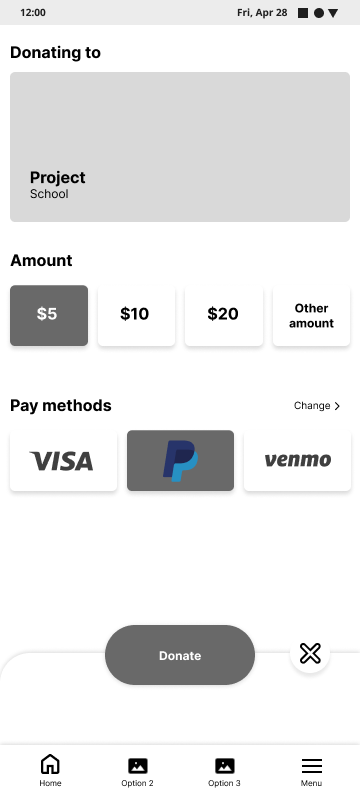 12:00
Fri, Apr 28
Donating to
Project
School
Amount
$5
$10
$20
Other
amount
Pay methods
Change
VISA
venmo
Donate
Home
Option 2
Option 3
Menu